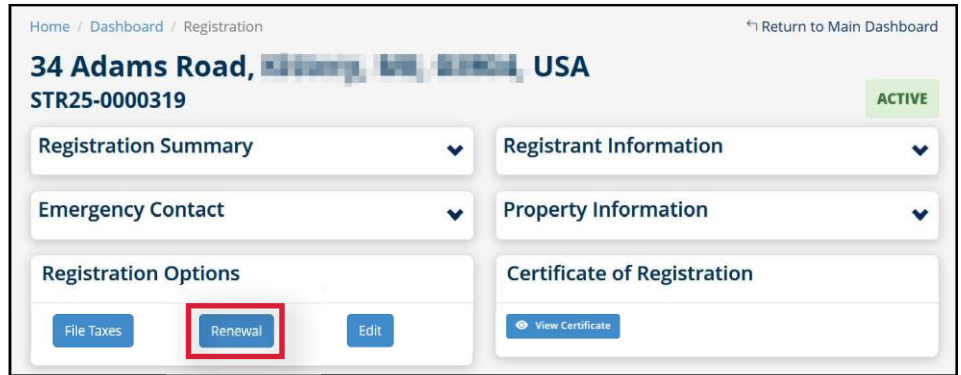 Home / Dashboard / Registration
Return to Main Dashboard
34 Adams Road, USA
STR25-0000319
ACTIVE
Registration Summary
Registrant Information
Emergency Contact
Property Information
Registration Options
Certificate of Registration
File Taxes
Renewal
Edit
View Certificate